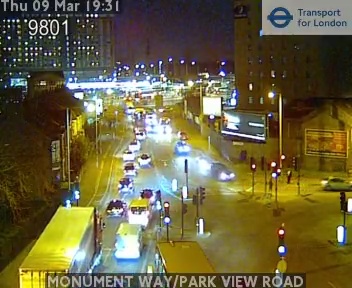 Thu 09 Mar 19:31
9801
Transport
for London
MONUMENT WAY/PARK VIEW ROAD